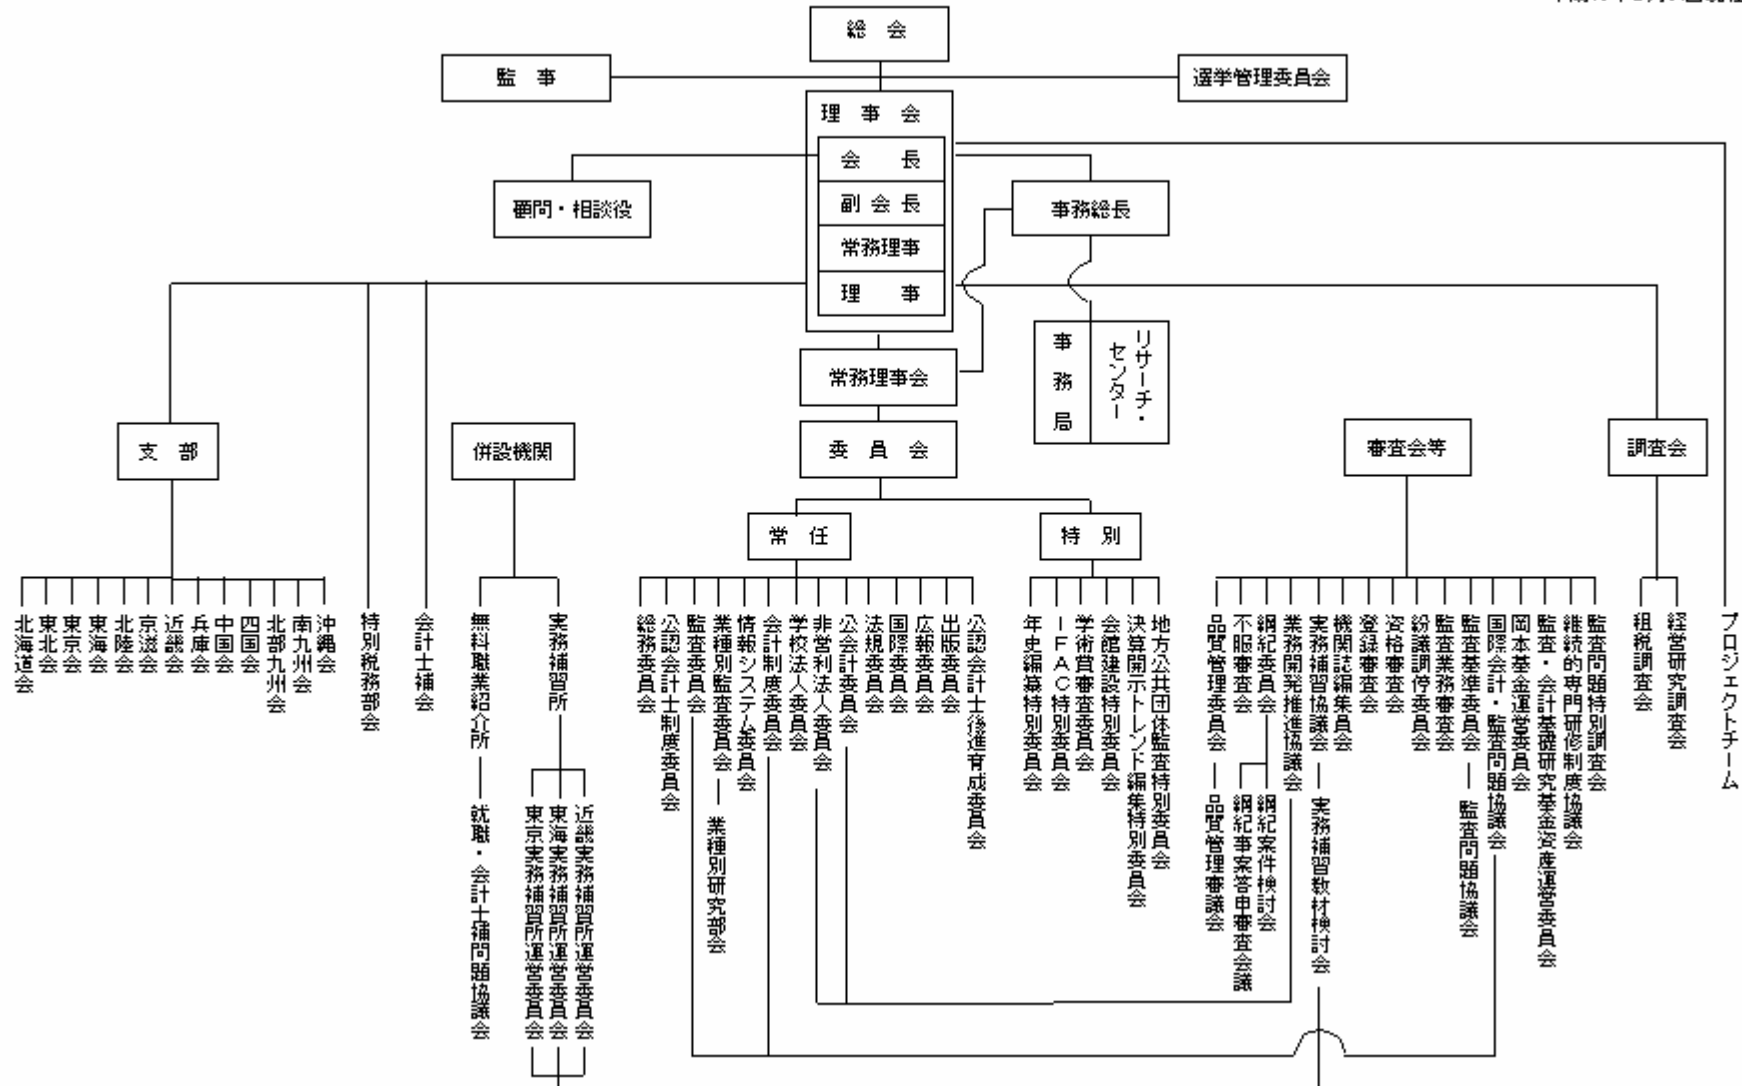 総会
監事
選挙管理委員会
理事会
会長
副会長
常務理事
理事
顧問・相談役
事務総長
事務局
リサーチ・センター
常務理事会
委員会
支部
併設機関
審査会等
調査会
常任
特別
北海道会
東北会
東京会
東海会
北陸会
京滋会
近畿会
兵庫会
中国会
四国会
北部九州会
南九州会
沖縄会
特別税務部会
会計士補会
無料職業紹介所
就職・会計士補問題協議会
実務補習所
東京実務補習所運営委員会
東海実務補習所運営委員会
近畿実務補習所運営委員会
総務委員会
公認会計士制度委員会
監査委員会
業種別監査委員会
業種別研究部会
情報システム委員会
会計制度委員会
学校法人委員会
非営利法人委員会
公会計委員会
法規委員会
国際委員会
広報委員会
出版委員会
公認会計士後進育成委員会
年史編纂特別委員会
IFAC特別委員会
学術賞審査委員会
会館建設特別委員会
決算開示トレンド編集特別委員会
地方公共団体監査特別委員会
品質管理委員会
品質管理審議会
不服審査会
綱紀委員会
綱紀事案答申審査会議
綱紀案件検討会
業務開発推進協議会
実務補習協議会
実務補習教材検討会
機関誌編集員会
登録審査会
資格審査会
紛議調停委員会
監査業務審査会
監査基準委員会
監査問題協議会
国際会計・監査問題協議会
岡本基金運営委員会
監査・会計基礎研究基金資産運営委員会
継続的専門研修制度協議会
監査問題特別調査会
租税調査会
経営研究調査会
プロジェクトチーム